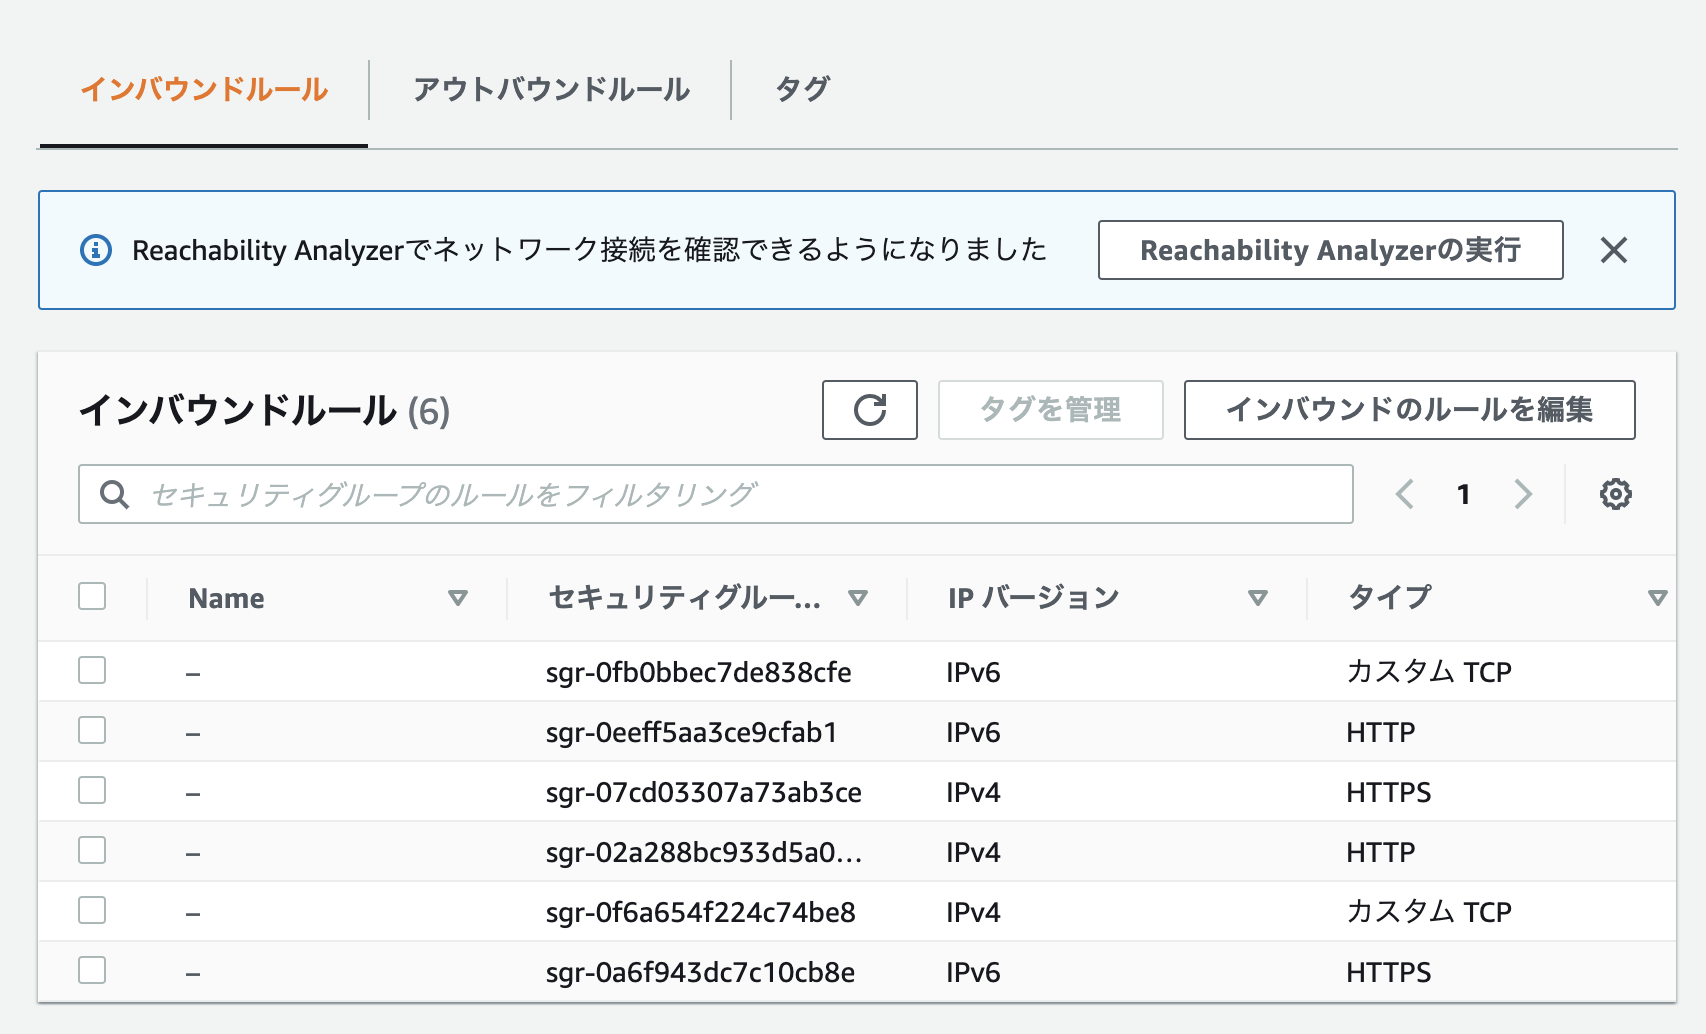 インバウンドルール アウトバウンドルール タグ
Reachability Analyzerでネットワーク接続を確認できるようになりました Reachability Analyzerの実行
インバウンドルール (6) タグを管理 インバウンドのルールを編集
セキュリティグループのルールをフィルタリング 1
Name セキュリティグルー... IP バージョン タイプ
– sgr-0fb0bbec7de838cfe IPv6 カスタム TCP
– sgr-0eeff5aa3ce9cfab1 IPv6 HTTP
– sgr-07cd03307a73ab3ce IPv4 HTTPS
– sgr-02a288bc933d5a0... IPv4 HTTP
– sgr-0f6a654f224c74be8 IPv4 カスタム TCP
– sgr-0a6f943dc7c10cb8e IPv6 HTTPS